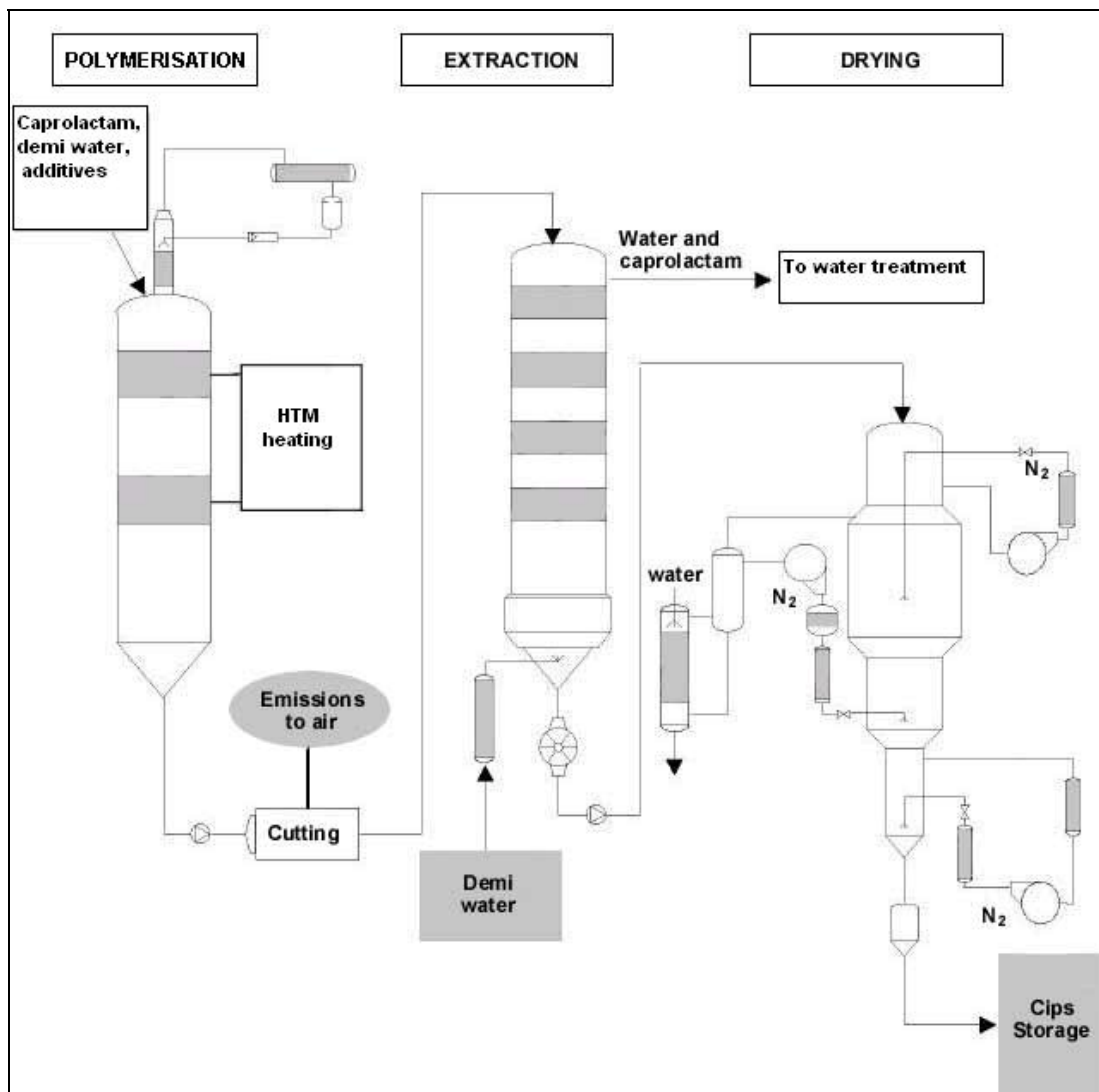 POLYMERISATION
EXTRACTION
DRYING
Caprolactam,
demi water,
additives
HTM
heating
Emissions
to air
Cutting
Water and
caprolactam
To water treatment
Demi
water
water
N2
N2
N2
Cips
Storage